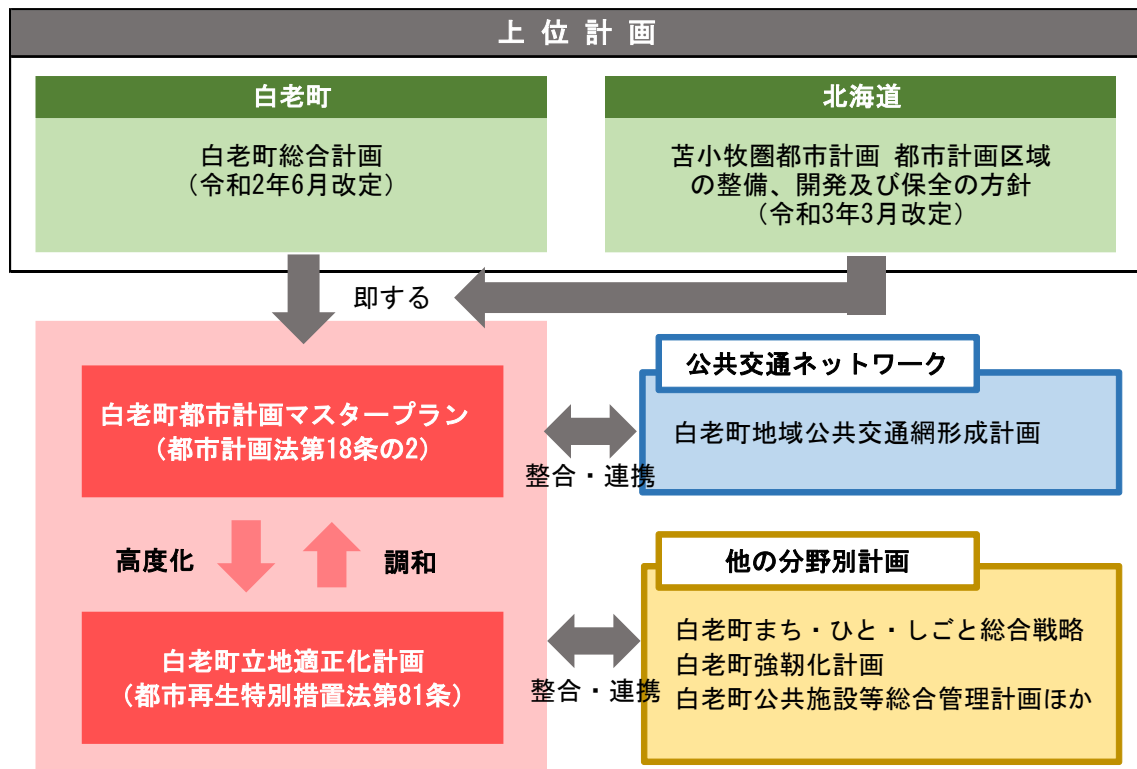 上位計画
白老町
白老町総合計画
（令和2年6月改定）
北海道
苫小牧圏都市計画 都市計画区域
の整備、開発及び保全の方針
（令和3年3月改定）
即する
白老町都市計画マスタープラン
（都市計画法第18条の2）
高度化
調和
白老町立地適正化計画
（都市再生特別措置法第81条）
整合・連携
公共交通ネットワーク
白老町地域公共交通網形成計画
整合・連携
他の分野別計画
白老町まち・ひと・しごと総合戦略
白老町強靭化計画
白老町公共施設等総合管理計画ほか